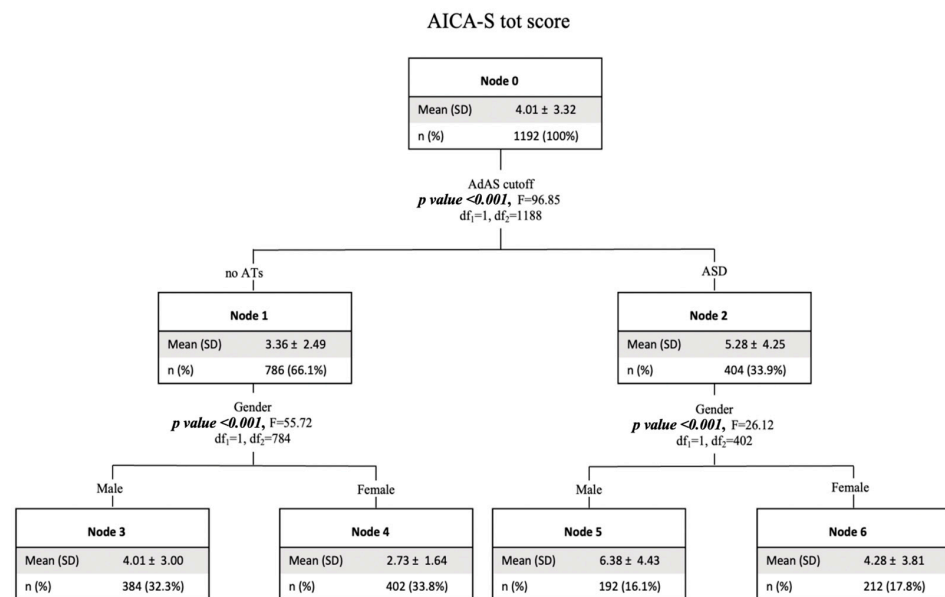 AICA-S tot score
Node 0
Mean (SD) 4.01 ± 3.32
n (%) 1192 (100%)
AdAS cutoff
p value <0.001, F=96.85
df₁=1, df₂=1188
no ATs
ASD
Node 1
Mean (SD) 3.36 ± 2.49
n (%) 786 (66.1%)
Node 2
Mean (SD) 5.28 ± 4.25
n (%) 404 (33.9%)
Gender
p value <0.001, F=55.72
df₁=1, df₂=784
Gender
p value <0.001, F=26.12
df₁=1, df₂=402
Male
Female
Male
Female
Node 3
Mean (SD) 4.01 ± 3.00
n (%) 384 (32.3%)
Node 4
Mean (SD) 2.73 ± 1.64
n (%) 402 (33.8%)
Node 5
Mean (SD) 6.38 ± 4.43
n (%) 192 (16.1%)
Node 6
Mean (SD) 4.28 ± 3.81
n (%) 212 (17.8%)